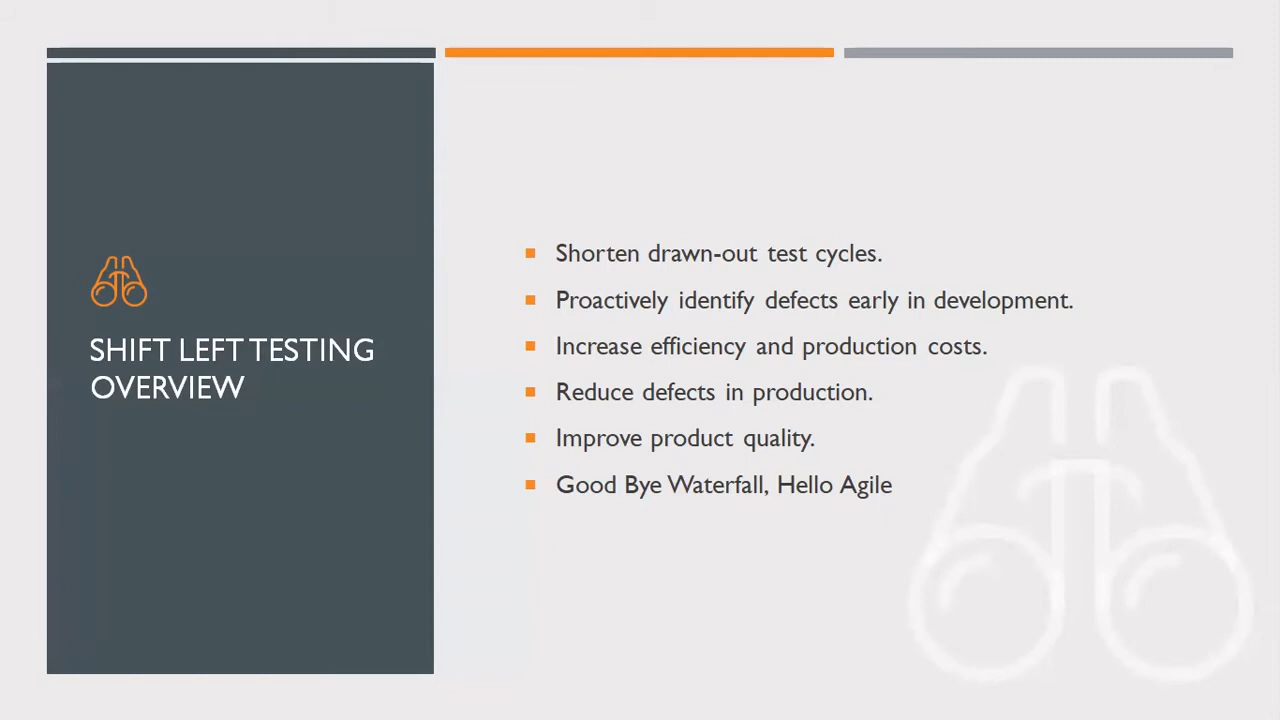 SHIFT LEFT TESTING
OVERVIEW
Shorten drawn-out test cycles.
Proactively identify defects early in development.
Increase efficiency and production costs.
Reduce defects in production.
Improve product quality.
Good Bye Waterfall, Hello Agile